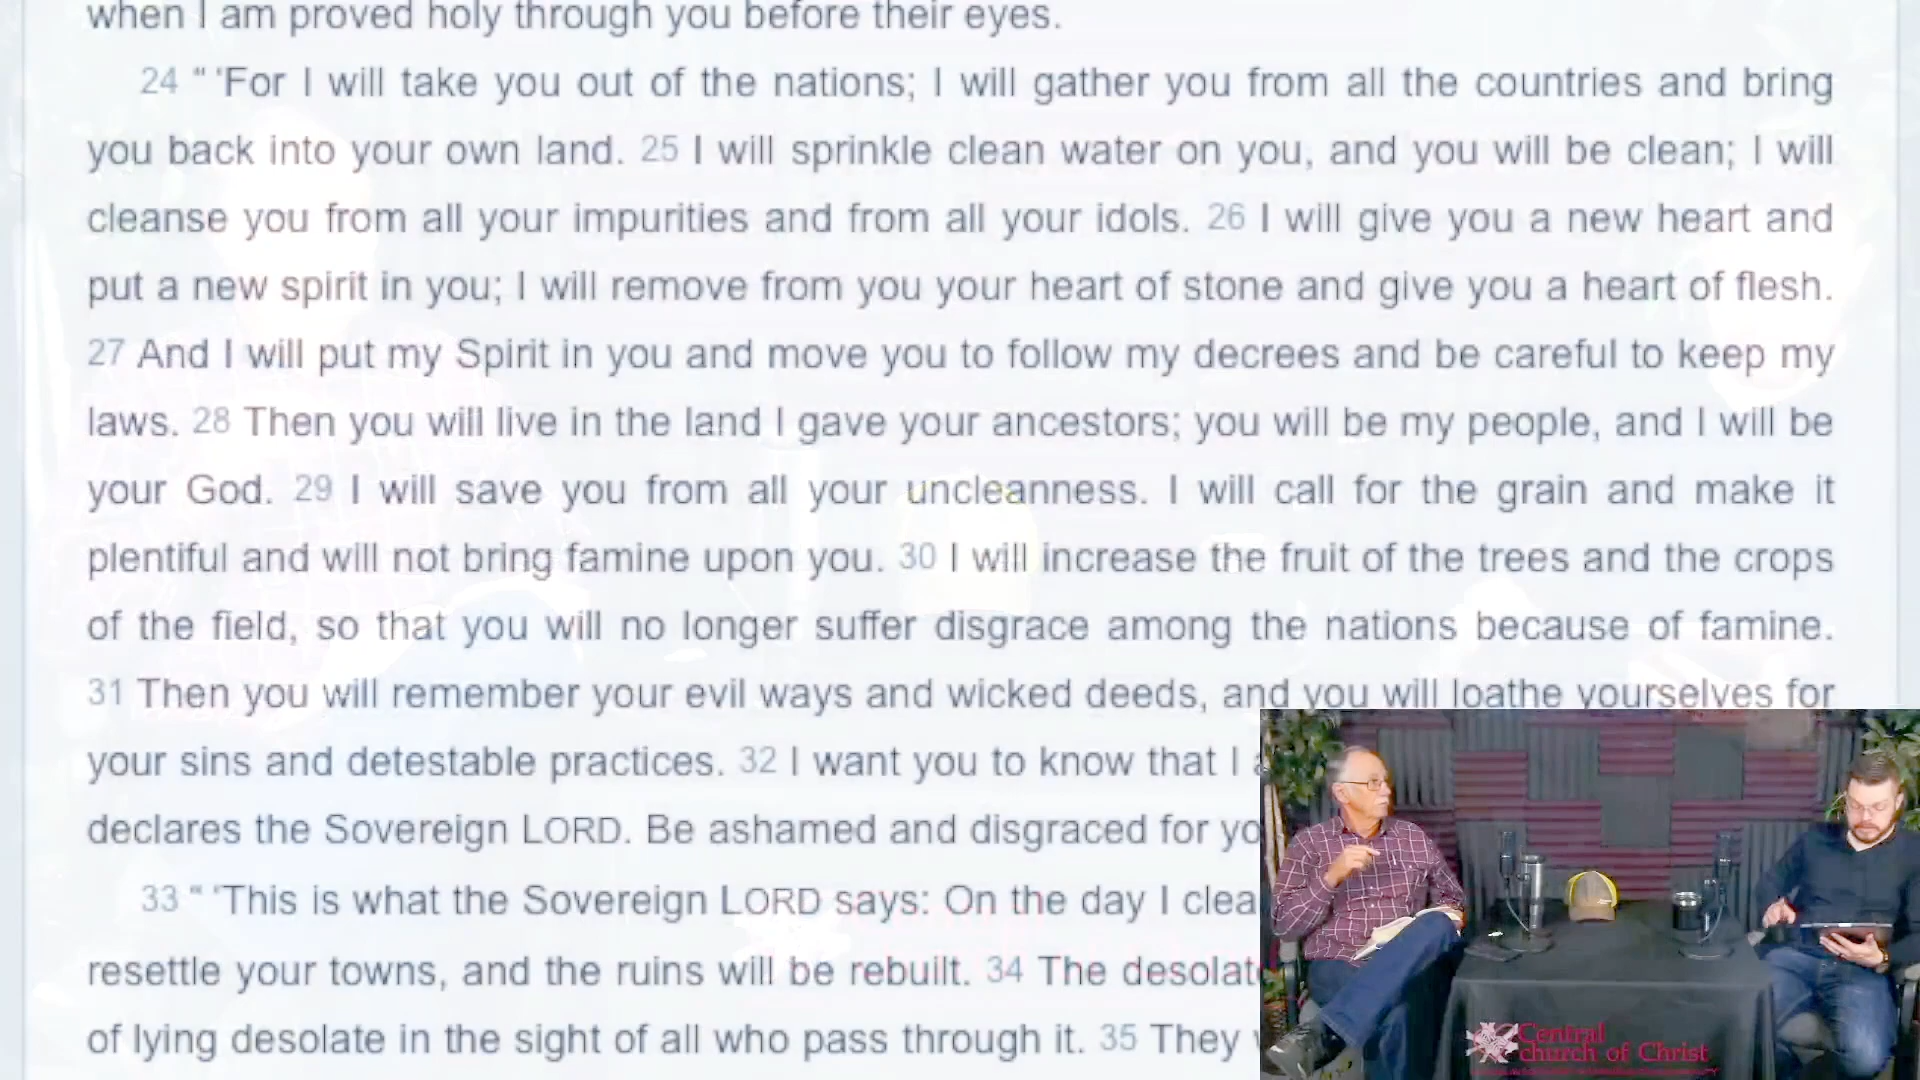 when I am proved holy through you before their eyes.
24 “ ‘For I will take you out of the nations; I will gather you from all the countries and bring
you back into your own land. 25 I will sprinkle clean water on you, and you will be clean; I will
cleanse you from all your impurities and from all your idols. 26 I will give you a new heart and
put a new spirit in you; I will remove from you your heart of stone and give you a heart of flesh.
27 And I will put my Spirit in you and move you to follow my decrees and be careful to keep my
laws. 28 Then you will live in the land I gave your ancestors; you will be my people, and I will be
your God. 29 I will save you from all your uncleanness. I will call for the grain and make it
plentiful and will not bring famine upon you. 30 I will increase the fruit of the trees and the crops
of the field, so that you will no longer suffer disgrace among the nations because of famine.
31 Then you will remember your evil ways and wicked deeds, and you will loathe yourselves for
your sins and detestable practices. 32 I want you to know that I
declares the Sovereign LORD. Be ashamed and disgraced for yo
33 “ ‘This is what the Sovereign LORD says: On the day I clea
resettle your towns, and the ruins will be rebuilt. 34 The desolat
of lying desolate in the sight of all who pass through it. 35 They
Central
church of Christ